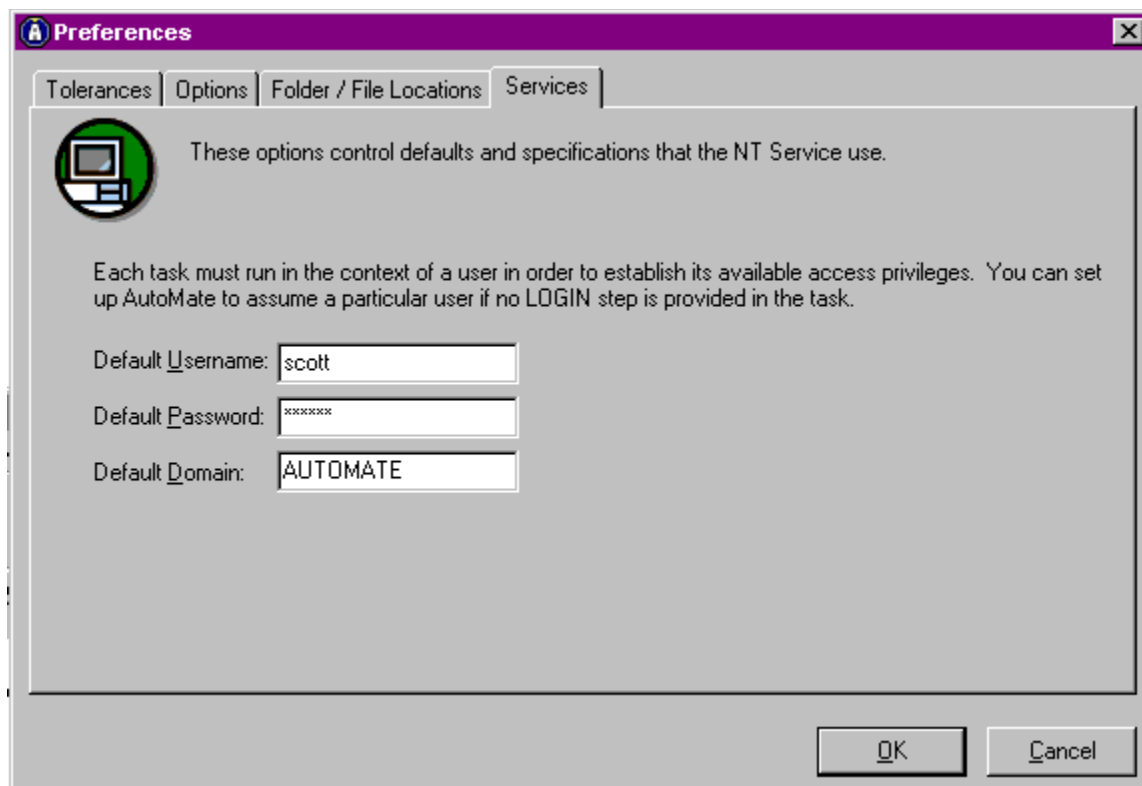 Preferences
Tolerances Options Folder / File Locations Services
These options control defaults and specifications that the NT Service use.
Each task must run in the context of a user in order to establish its available access privileges.  You can set
up AutoMate to assume a particular user if no LOGIN step is provided in the task.
Default Username: scott
Default Password: ******
Default Domain: AUTOMATE
OK Cancel